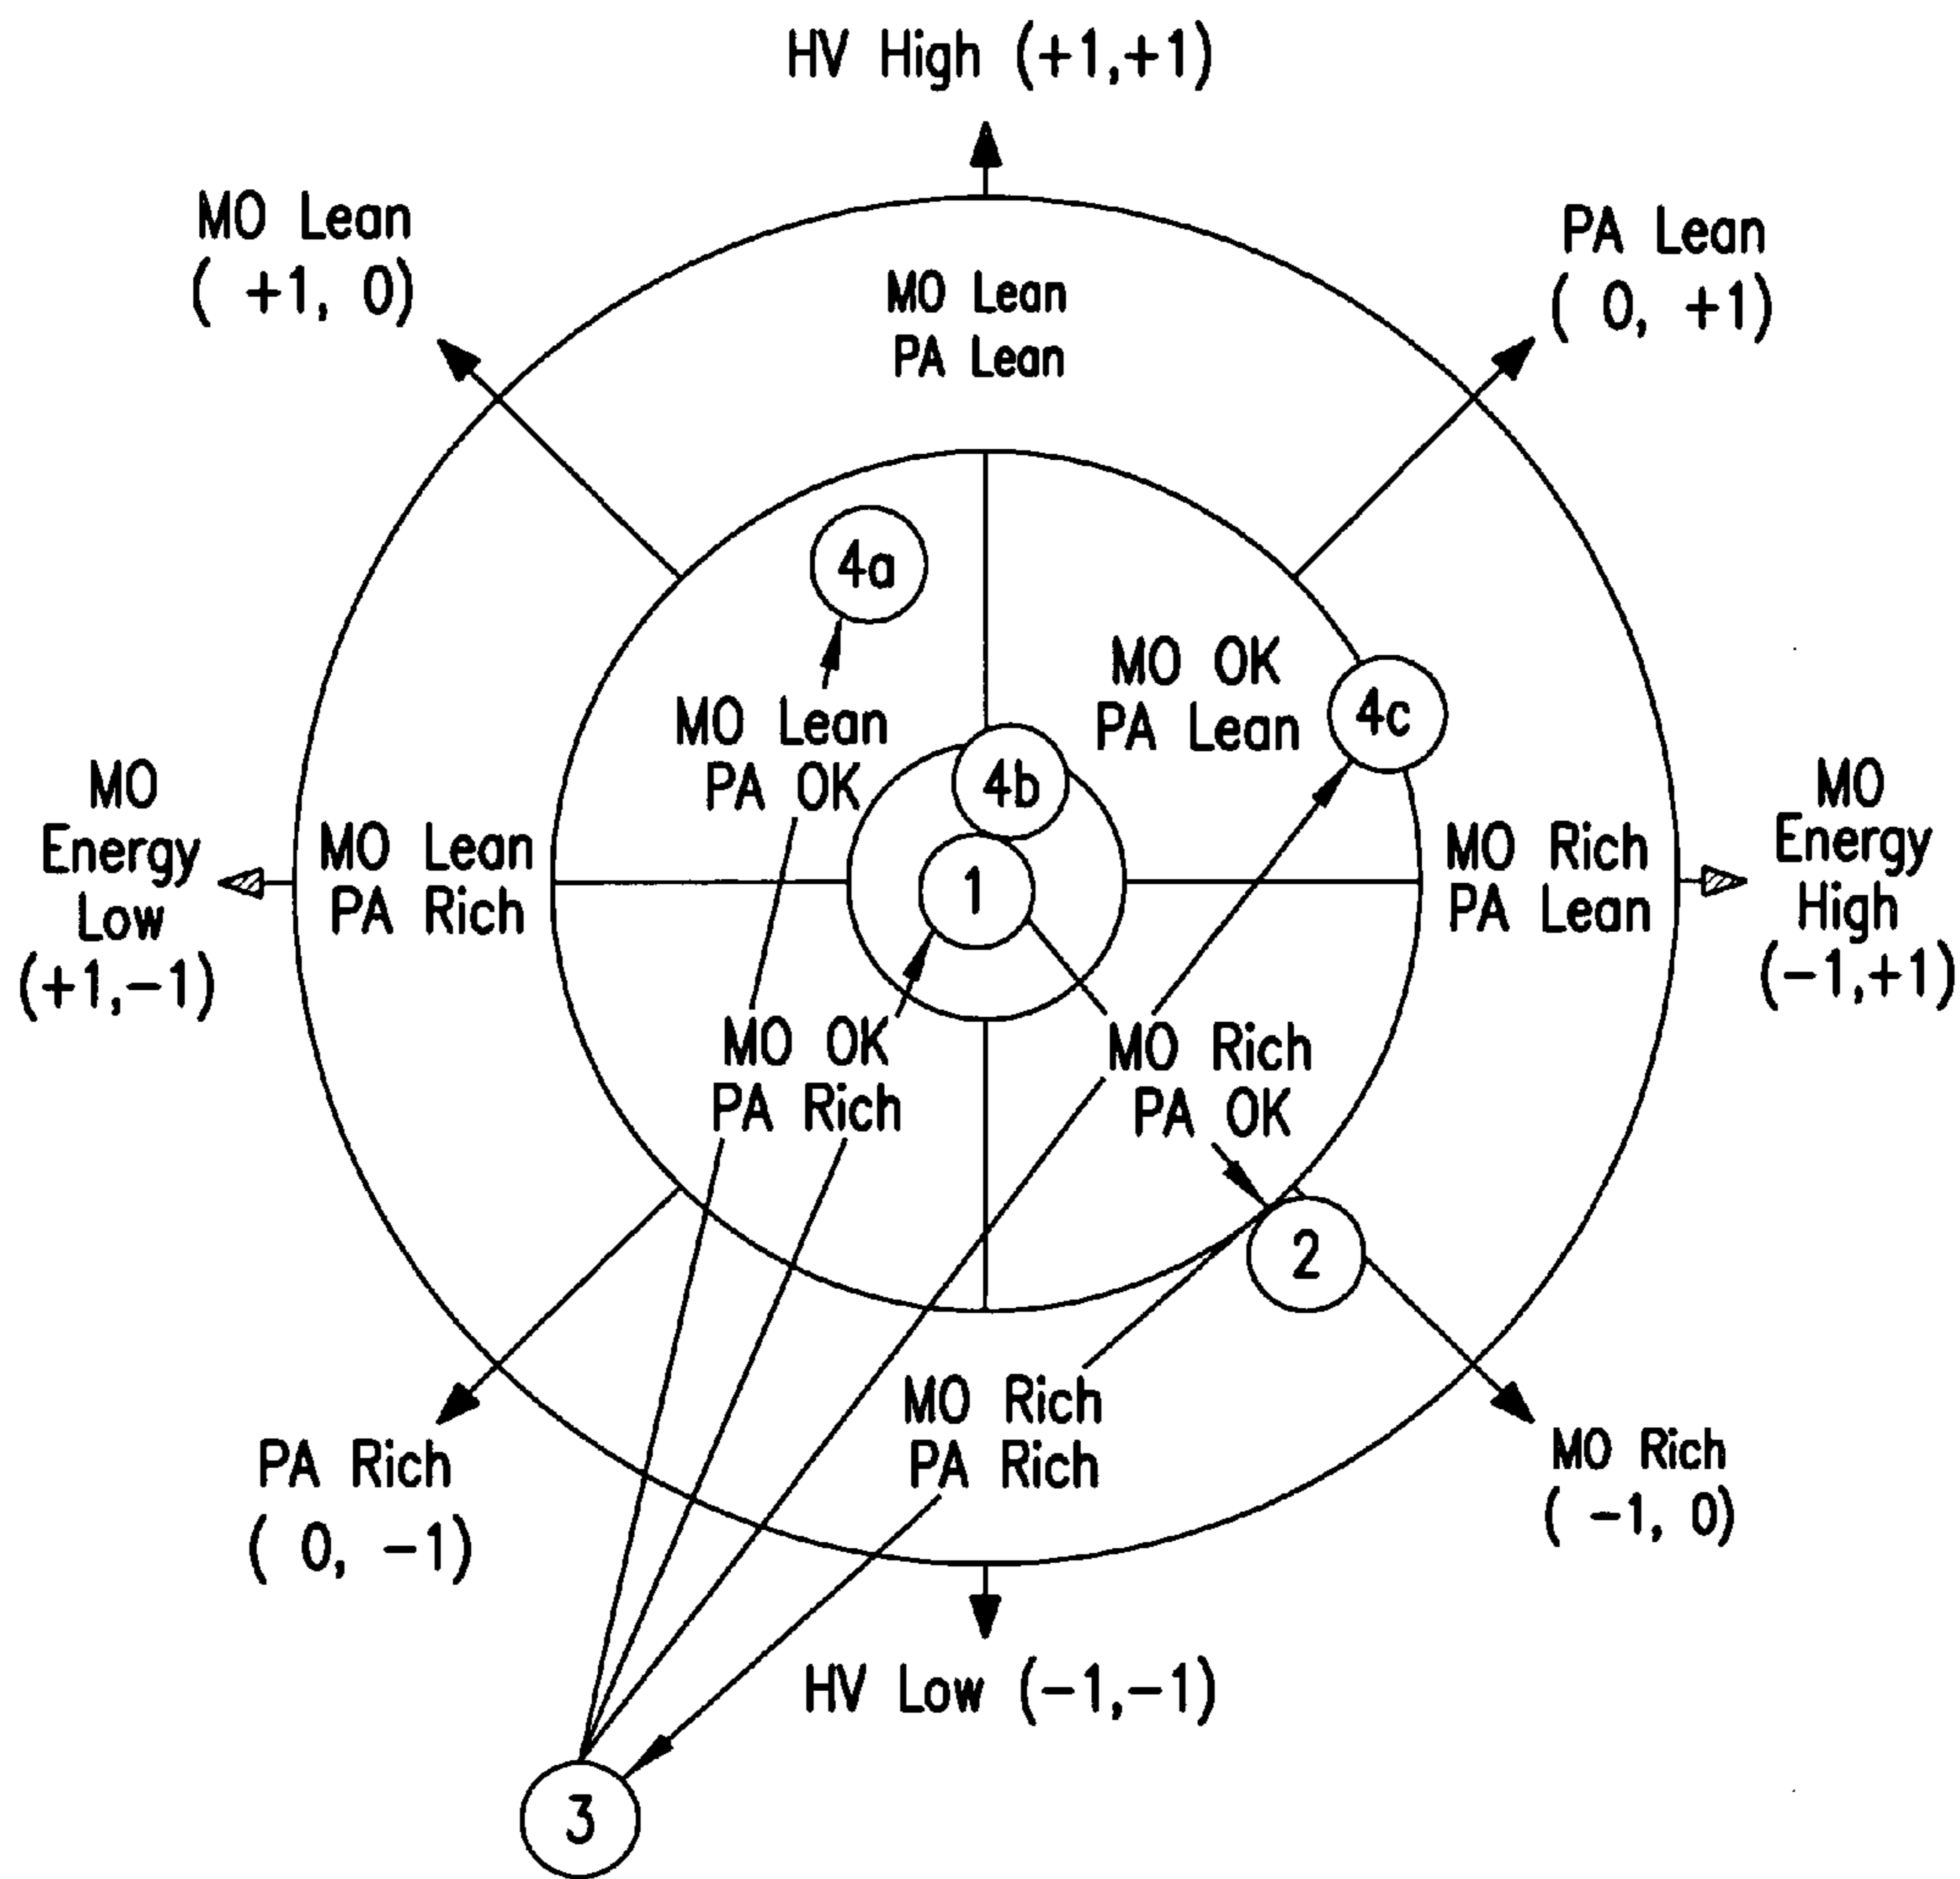 HV High (+1,+1)
MO Lean
( +1, 0)
PA Lean
( 0, +1)
MO Lean
PA Lean
4a
MO OK
PA Lean
4c
MO Lean
PA OK
4b
MO
Energy
Low
(+1,-1)
MO Lean
PA Rich
1
MO Rich
PA Lean
MO
Energy
High
(-1,+1)
MO OK
PA Rich
MO Rich
PA OK
2
MO Rich
PA Rich
PA Rich
( 0, -1)
MO Rich
( -1, 0)
HV Low (-1,-1)
3